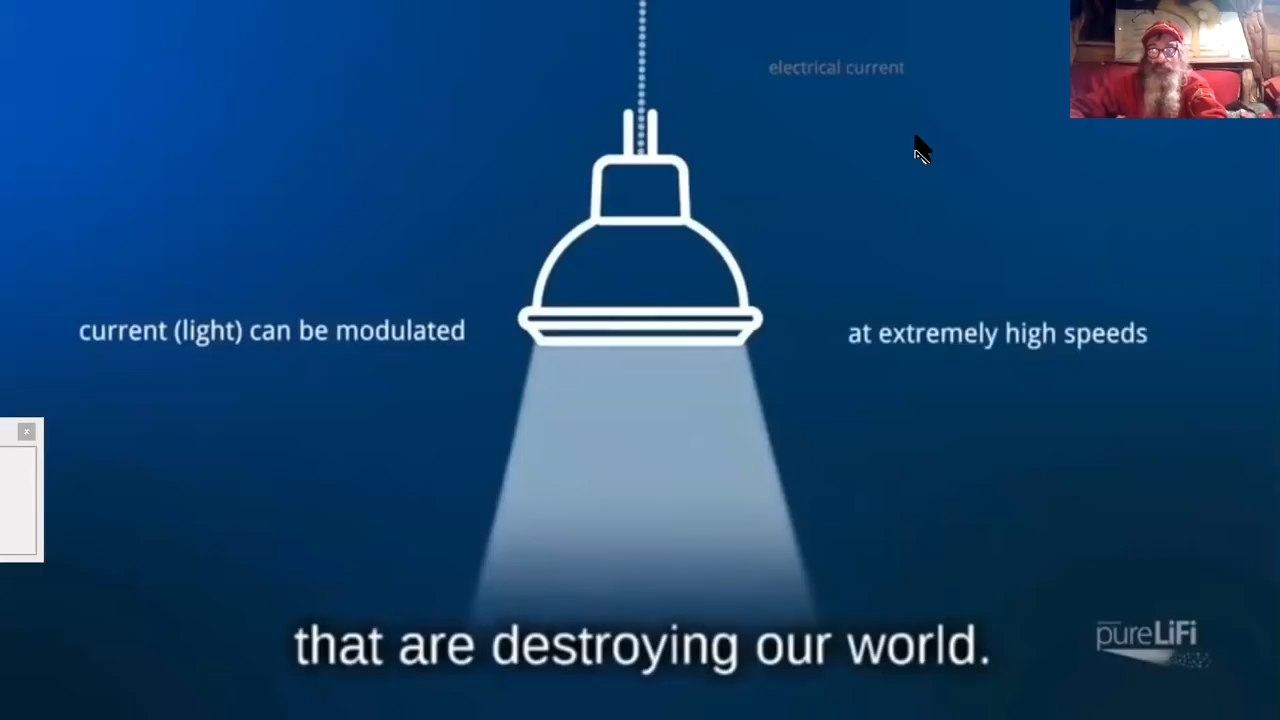 electrical current
current (light) can be modulated
at extremely high speeds
that are destroying our world.
pureLiFi
x